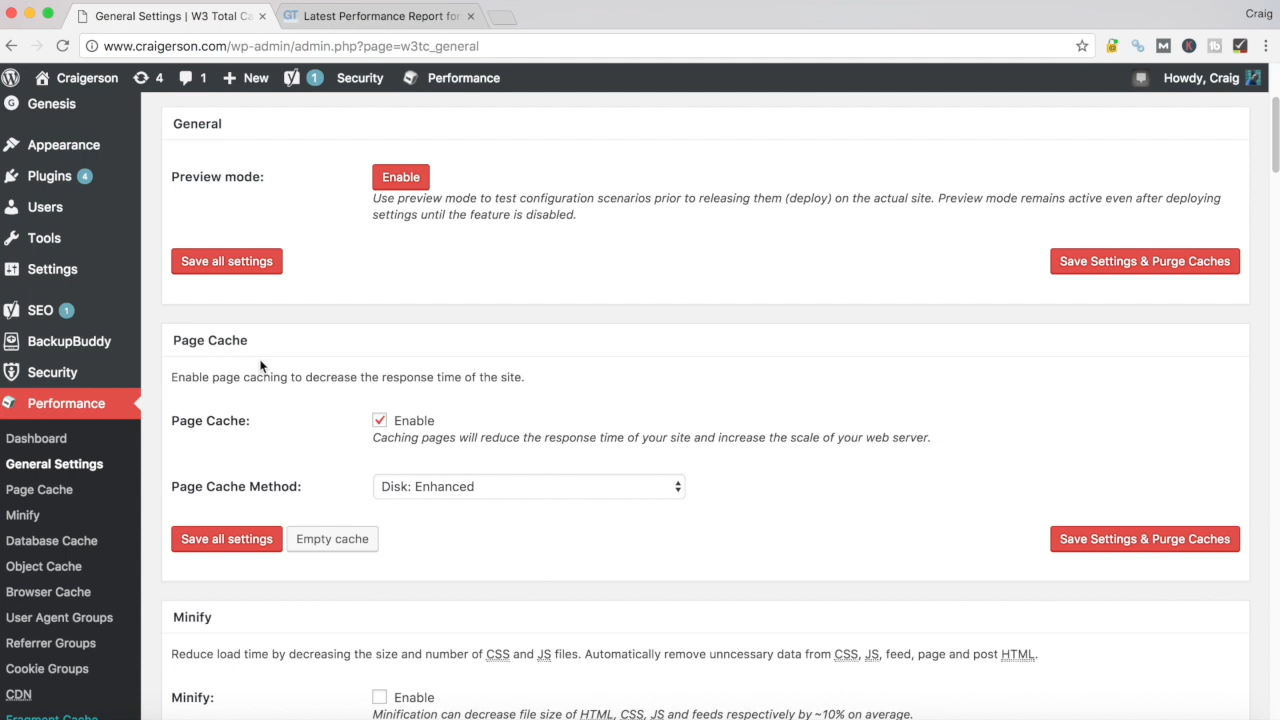 General Settings | W3 Total Ca
GT Latest Performance Report for
Craig
www.craigerson.com/wp-admin/admin.php?page=w3tc_general
Craigerson 4 1 New 1 Security Performance
Howdy, Craig
Genesis
Appearance
Plugins 4
Users
Tools
Settings
SEO 1
BackupBuddy
Security
Performance
Dashboard
General Settings
Page Cache
Minify
Database Cache
Object Cache
Browser Cache
User Agent Groups
Referrer Groups
Cookie Groups
CDN
Fragment Cache
General
Preview mode:
Enable
Use preview mode to test configuration scenarios prior to releasing them (deploy) on the actual site. Preview mode remains active even after deploying
settings until the feature is disabled.
Save all settings
Save Settings & Purge Caches
Page Cache
Enable page caching to decrease the response time of the site.
Page Cache:
Enable
Caching pages will reduce the response time of your site and increase the scale of your web server.
Page Cache Method:
Disk: Enhanced
Save all settings
Empty cache
Save Settings & Purge Caches
Minify
Reduce load time by decreasing the size and number of CSS and JS files. Automatically remove unncessary data from CSS, JS, feed, page and post HTML.
Minify:
Enable
Minification can decrease file size of HTML, CSS, JS and feeds respectively by ~10% on average.